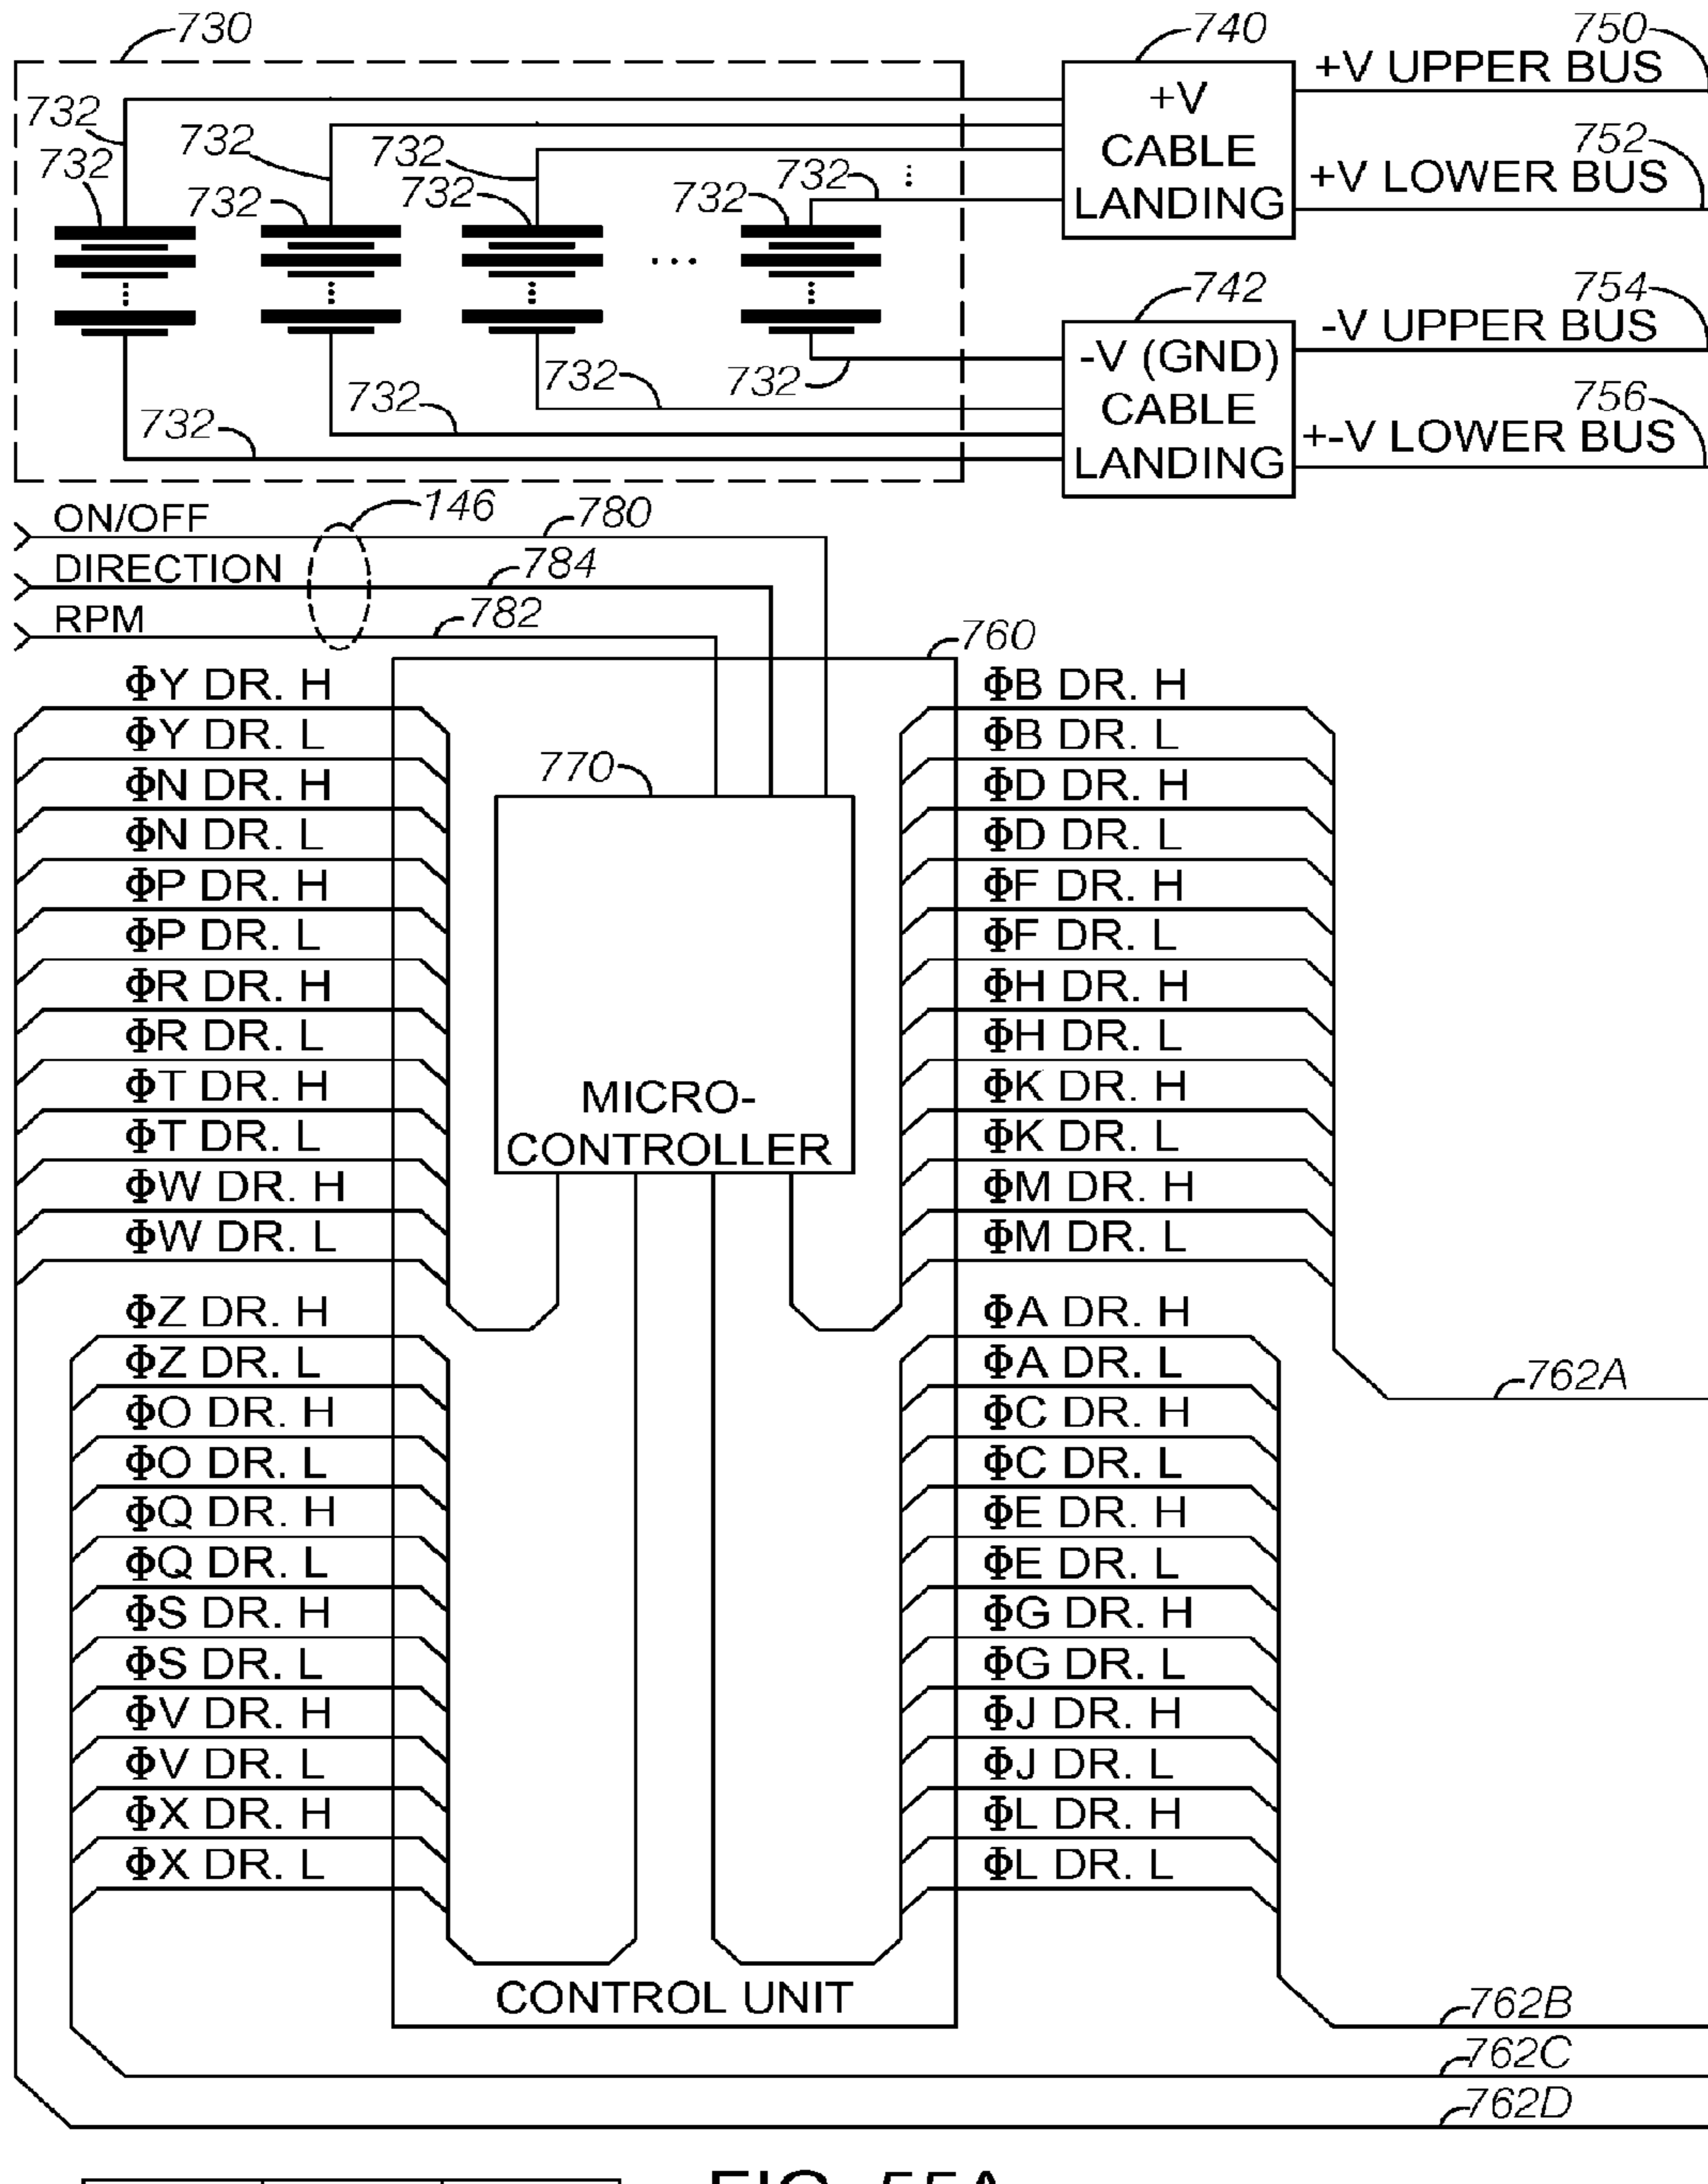 730
732
732
732
732
732
732
732
732
...
732
732
732
732
740
+V
CABLE
LANDING
750
+V UPPER BUS
752
+V LOWER BUS
742
-V (GND)
CABLE
LANDING
754
-V UPPER BUS
756
+-V LOWER BUS
ON/OFF
146
780
DIRECTION
784
RPM
782
760
770
MICRO-
CONTROLLER
ΦY DR. H
ΦY DR. L
ΦN DR. H
ΦN DR. L
ΦP DR. H
ΦP DR. L
ΦR DR. H
ΦR DR. L
ΦT DR. H
ΦT DR. L
ΦW DR. H
ΦW DR. L
ΦZ DR. H
ΦZ DR. L
ΦO DR. H
ΦO DR. L
ΦQ DR. H
ΦQ DR. L
ΦS DR. H
ΦS DR. L
ΦV DR. H
ΦV DR. L
ΦX DR. H
ΦX DR. L
ΦB DR. H
ΦB DR. L
ΦD DR. H
ΦD DR. L
ΦF DR. H
ΦF DR. L
ΦH DR. H
ΦH DR. L
ΦK DR. H
ΦK DR. L
ΦM DR. H
ΦM DR. L
ΦA DR. H
ΦA DR. L
ΦC DR. H
ΦC DR. L
ΦE DR. H
ΦE DR. L
ΦG DR. H
ΦG DR. L
ΦJ DR. H
ΦJ DR. L
ΦL DR. H
ΦL DR. L
CONTROL UNIT
762A
762B
762C
762D
FIG. 55A